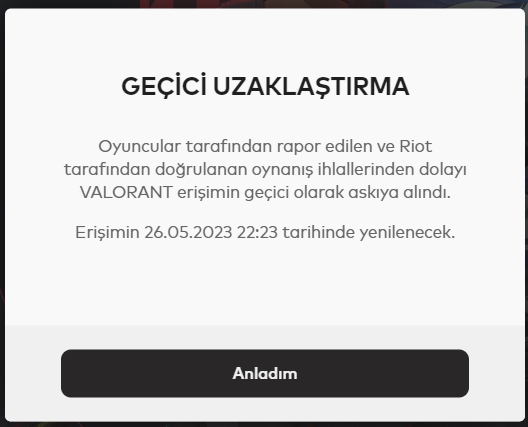 GEÇİCİ UZAKLAŞTIRMA
Oyuncular tarafından rapor edilen ve Riot
tarafından doğrulanan oynanış ihlallerinden dolayı
VALORANT erişimin geçici olarak askıya alındı.
Erişimin 26.05.2023 22:23 tarihinde yenilenecek.
Anladım